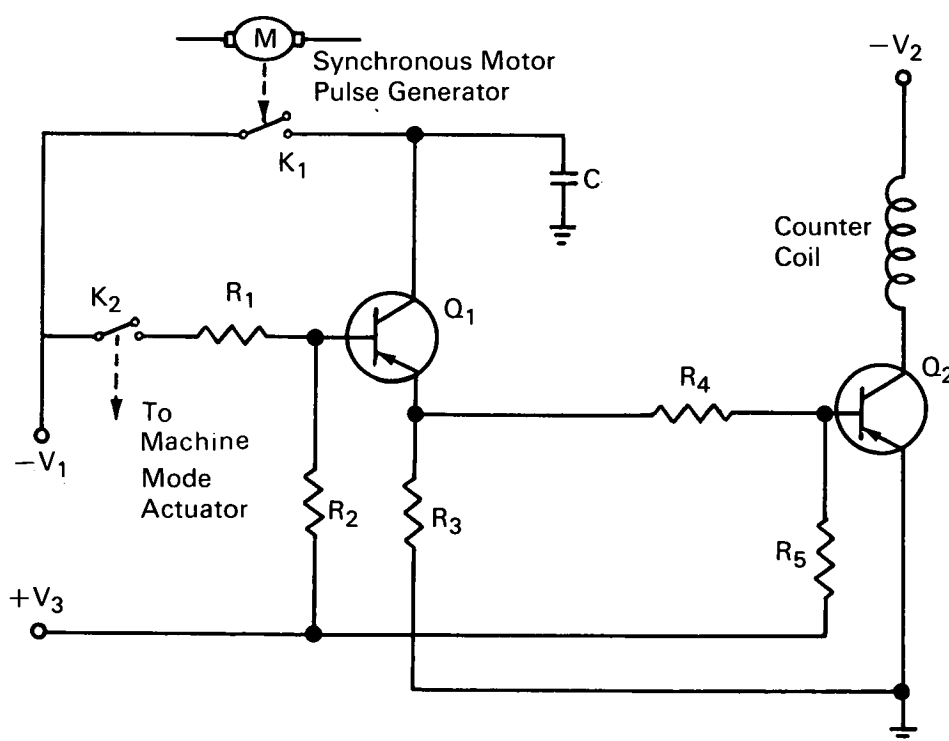 M
Synchronous Motor
Pulse Generator
−V₂
K₁
C
Counter
Coil
K₂
R₁
Q₁
Q₂
R₄
To
Machine
Mode
Actuator
−V₁
R₂
R₃
R₅
+V₃